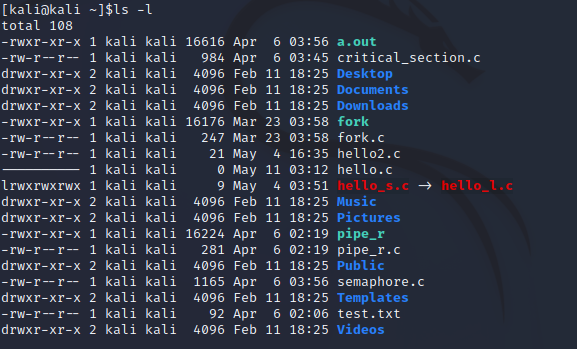 [kali@kali ~]$ls -l
total 108
-rwxr-xr-x 1 kali kali 16616 Apr  6 03:56 a.out
-rw-r--r-- 1 kali kali   984 Apr  6 03:45 critical_section.c
drwxr-xr-x 2 kali kali  4096 Feb 11 18:25 Desktop
drwxr-xr-x 2 kali kali  4096 Feb 11 18:25 Documents
drwxr-xr-x 2 kali kali  4096 Feb 11 18:25 Downloads
-rwxr-xr-x 1 kali kali 16176 Mar 23 03:58 fork
-rw-r--r-- 1 kali kali   247 Mar 23 03:58 fork.c
-rw-r--r-- 1 kali kali    21 May  4 16:35 hello2.c
---------- 1 kali kali     0 May 11 03:12 hello.c
lrwxrwxrwx 1 kali kali     9 May  4 03:51 hello_s.c -> hello_l.c
drwxr-xr-x 2 kali kali  4096 Feb 11 18:25 Music
drwxr-xr-x 2 kali kali  4096 Feb 11 18:25 Pictures
-rwxr-xr-x 1 kali kali 16224 Apr  6 02:19 pipe_r
-rw-r--r-- 1 kali kali   281 Apr  6 02:19 pipe_r.c
drwxr-xr-x 2 kali kali  4096 Feb 11 18:25 Public
-rw-r--r-- 1 kali kali  1165 Apr  6 03:56 semaphore.c
drwxr-xr-x 2 kali kali  4096 Feb 11 18:25 Templates
-rw-r--r-- 1 kali kali    92 Apr  6 02:06 test.txt
drwxr-xr-x 2 kali kali  4096 Feb 11 18:25 Videos